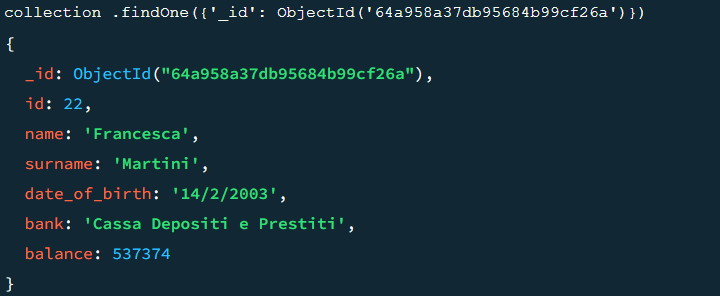 collection .findOne({'_id': ObjectId('64a958a37db95684b99cf26a')})
{
_id: ObjectId("64a958a37db95684b99cf26a"),
id: 22,
name: 'Francesca',
surname: 'Martini',
date_of_birth: '14/2/2003',
bank: 'Cassa Depositi e Prestiti',
balance: 537374
}